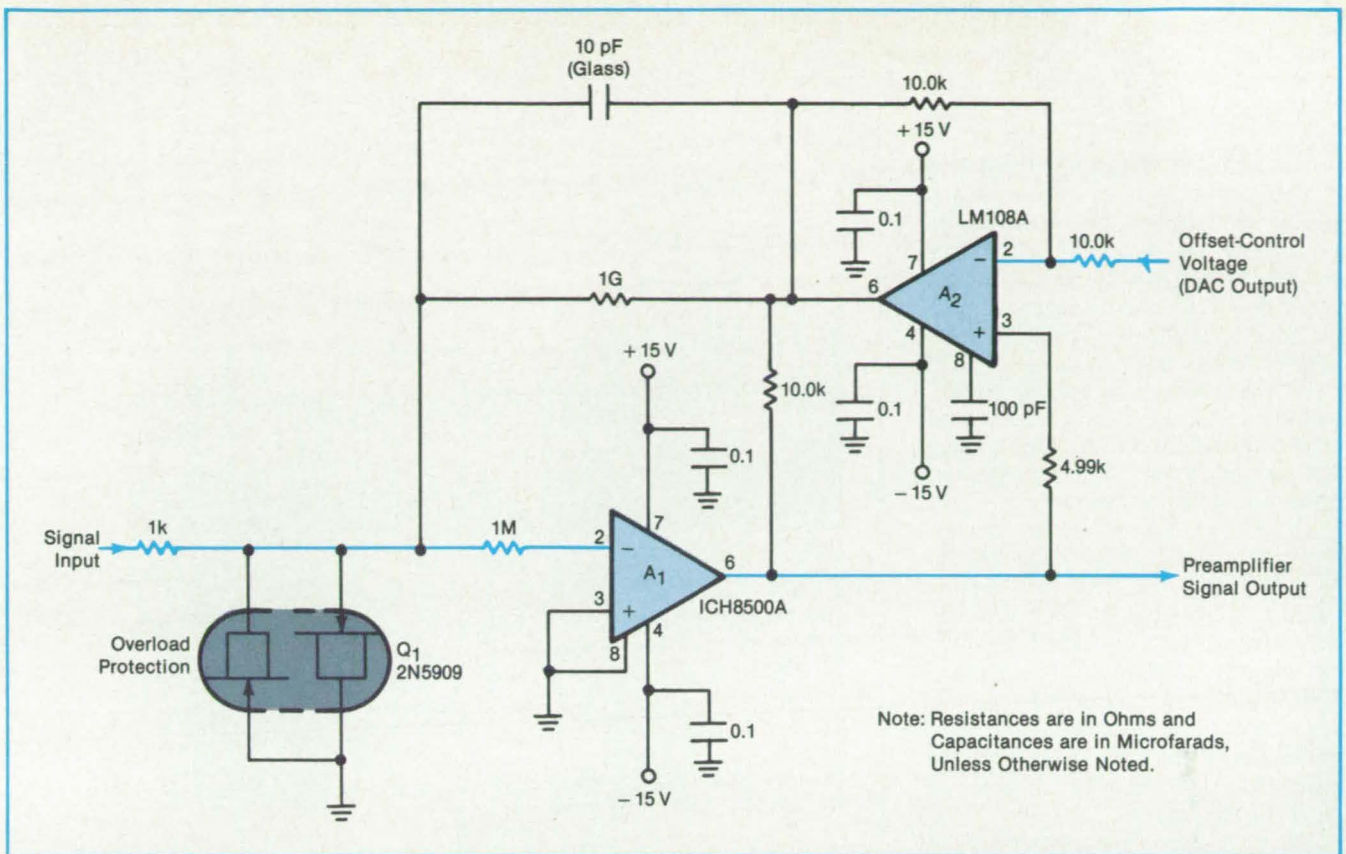 10 pF
(Glass)
10.0k
+ 15 V
0.1
LM108A
7
2
−
10.0k
Offset-Control
Voltage
(DAC Output)
6
A2
1G
4
+
3
8
+ 15 V
10.0k
0.1
100 pF
0.1
4.99k
− 15 V
Signal
Input
1k
1M
7
2
−
A1
6
Preamplifier
Signal Output
3
+
ICH8500A
4
8
Overload
Protection
Q1
2N5909
0.1
− 15 V
Note: Resistances are in Ohms and
Capacitances are in Microfarads,
Unless Otherwise Noted.